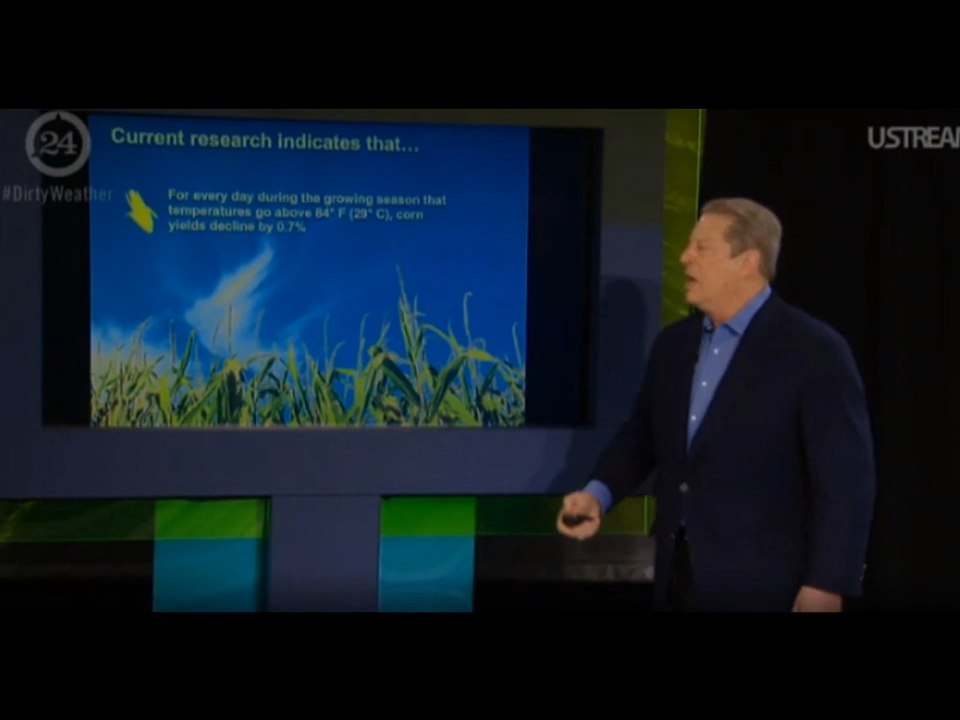 24
#DirtyWeather
USTREAM
Current research indicates that...
For every day during the growing season that
temperatures go above 84° F (29° C), corn
yields decline by 0.7%